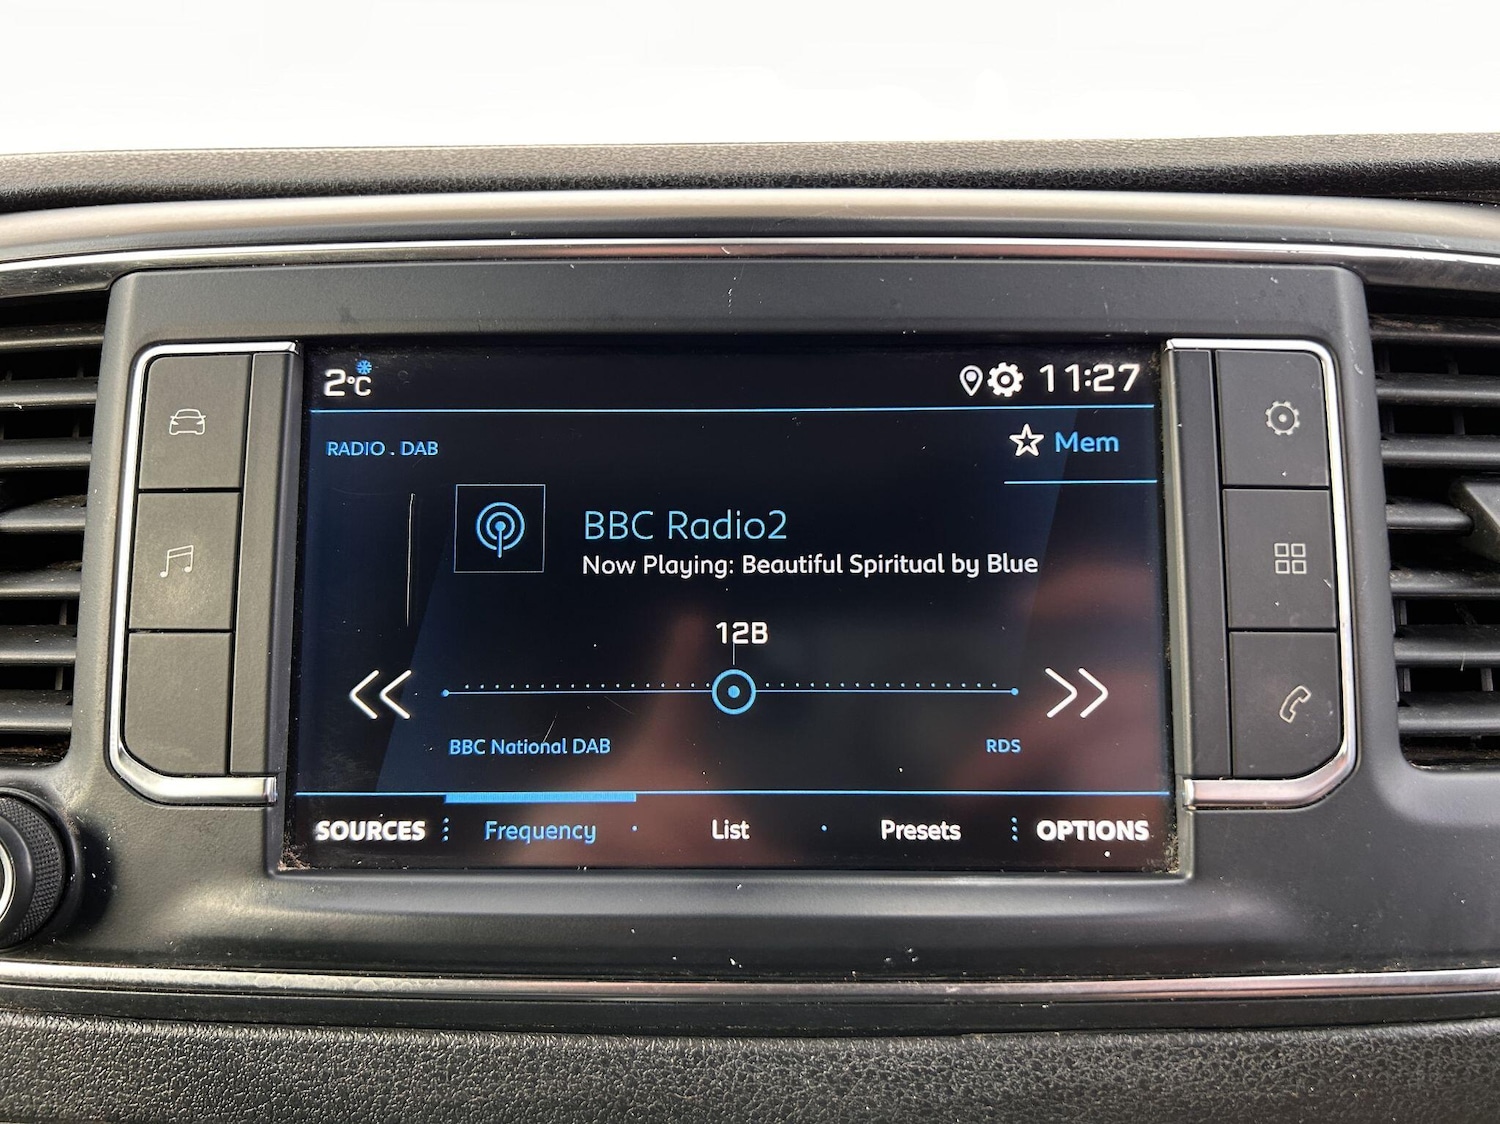 2°C 11:27
RADIO . DAB
Mem
BBC Radio2
Now Playing: Beautiful Spiritual by Blue
12B
BBC National DAB RDS
SOURCES Frequency List Presets OPTIONS